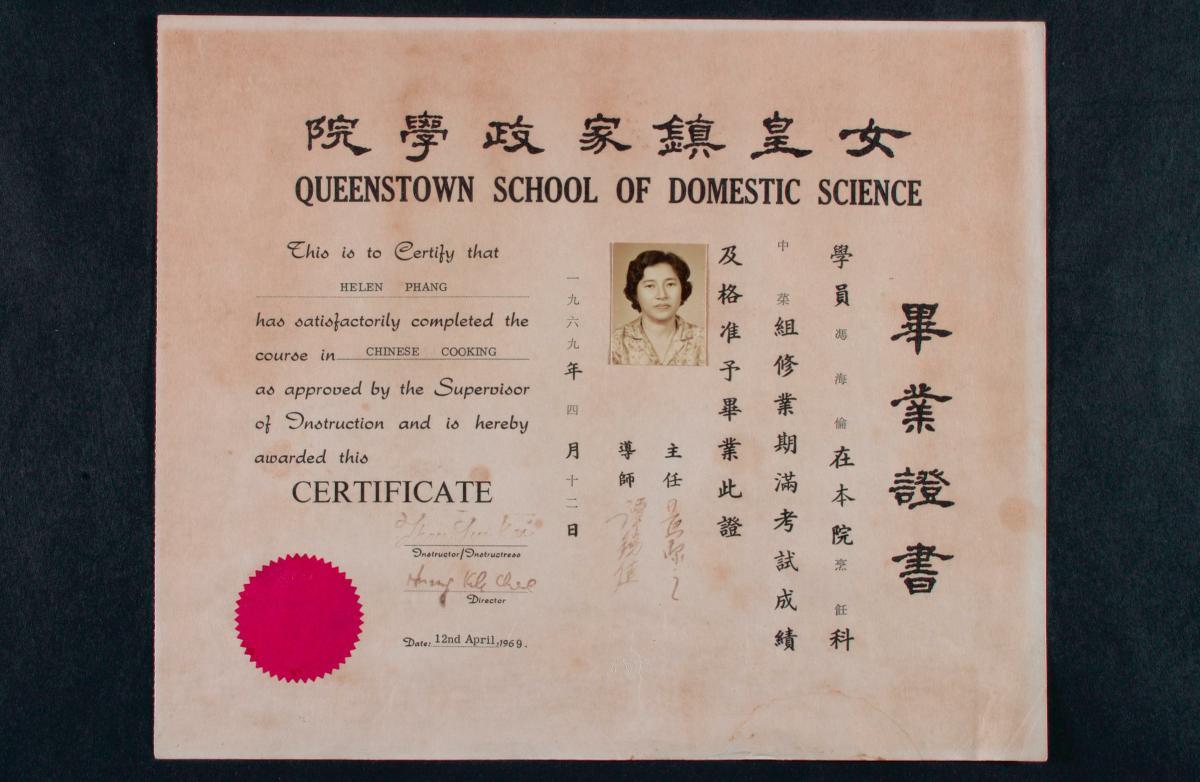 女皇鎮家政學院
QUEENSTOWN SCHOOL OF DOMESTIC SCIENCE
This is to Certify that
HELEN PHANG
has satisfactorily completed the
course in CHINESE COOKING
as approved by the Supervisor
of Instruction and is hereby
awarded this
CERTIFICATE
Instructor/Instructress
Director
Date: 12nd April, 1969.
畢業證書
學員馮海倫在本院烹飪科
中菜組修業期滿考試成績
及格准予畢業此證
主任
導師
一九六九年四月十二日